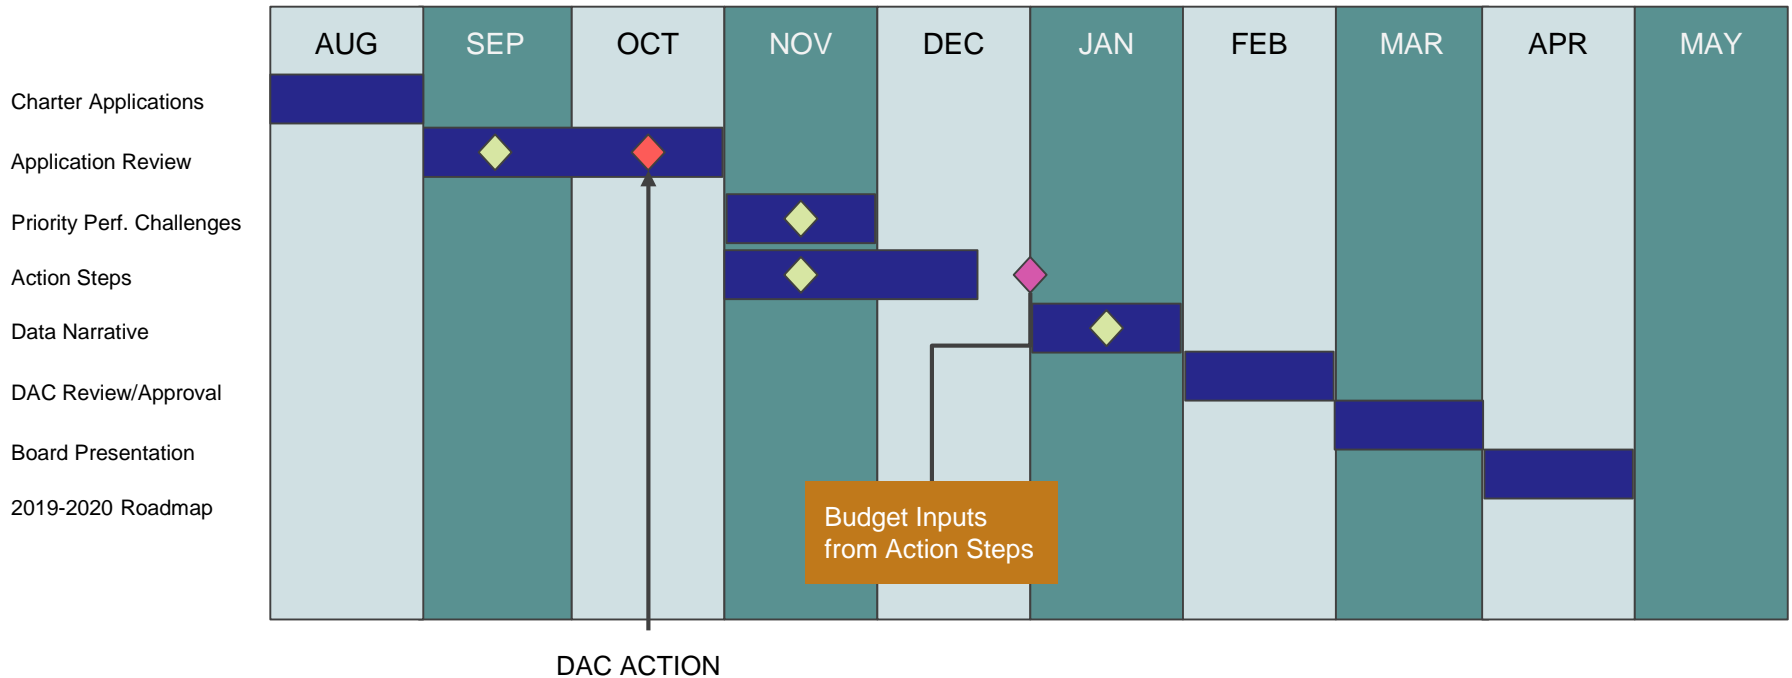 AUG
SEP
OCT
NOV
DEC
JAN
FEB
MAR
APR
MAY
Charter Applications
Application Review
Priority Perf. Challenges
Action Steps
Data Narrative
DAC Review/Approval
Board Presentation
2019-2020 Roadmap
Budget Inputs
from Action Steps
DAC ACTION